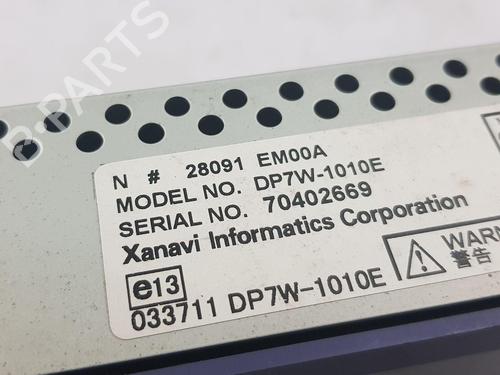 B-PARTS
N # 28091 EM00A
MODEL NO. DP7W-1010E
SERIAL NO. 70402669
Xanavi Informatics Corporation
e13
033711 DP7W-1010E
WARN
警告